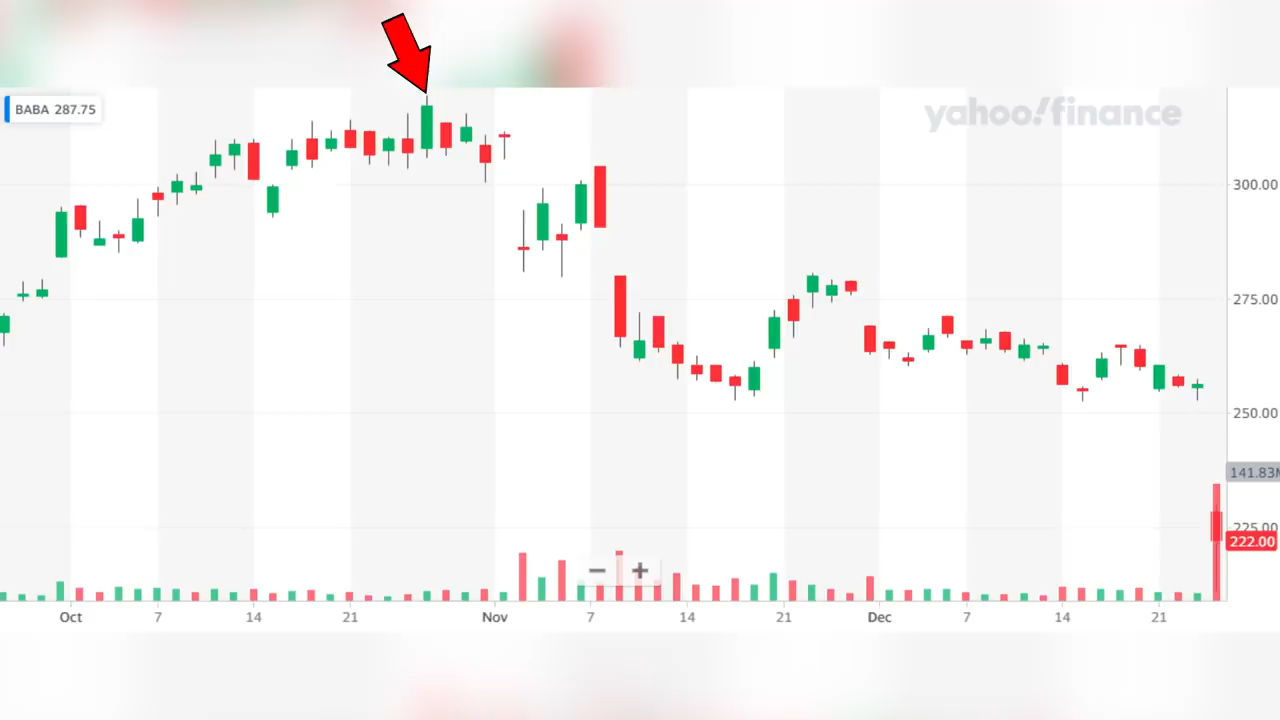 BABA 287.75
yahoo!finance
300.00
275.00
250.00
141.83M
225.00
222.00
Oct 7 14 21 Nov 7 14 21 Dec 7 14 21